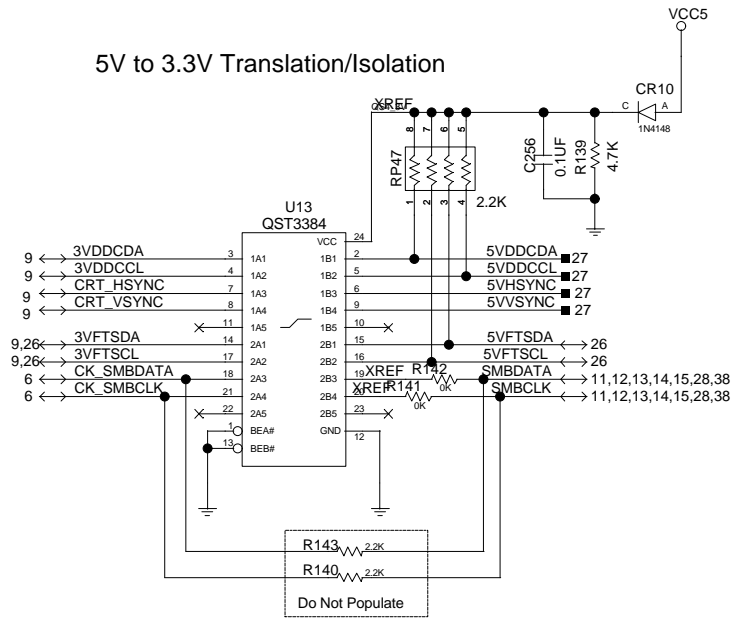 VCC5
5V to 3.3V Translation/Isolation
CR10
C A
1N4148
XREF
8 7 6 5
RP47
1 2 3 4
2.2K
C256
0.1UF
R139
4.7K
U13
QST3384
VCC 24
9 3VDDCDA 3 1A1 1B1 2 5VDDCDA 27
9 3VDDCCL 4 1A2 1B2 5 5VDDCCL 27
9 CRT_HSYNC 7 1A3 1B3 6 5VHSYNC 27
9 CRT_VSYNC 8 1A4 1B4 9 5VVSYNC 27
11 1A5 1B5 10
9,26 3VFTSDA 14 2A1 2B1 15 5VFTSDA 26
9,26 3VFTSCL 17 2A2 2B2 16 5VFTSCL 26
6 CK_SMBDATA 18 2A3 2B3 19 XREF R142 0K SMBDATA 11,12,13,14,15,28,38
6 CK_SMBCLK 21 2A4 2B4 20 XREF R141 0K SMBCLK 11,12,13,14,15,28,38
22 2A5 2B5 23
1 BEA# GND 12
13 BEB#
R143 2.2K
R140 2.2K
Do Not Populate